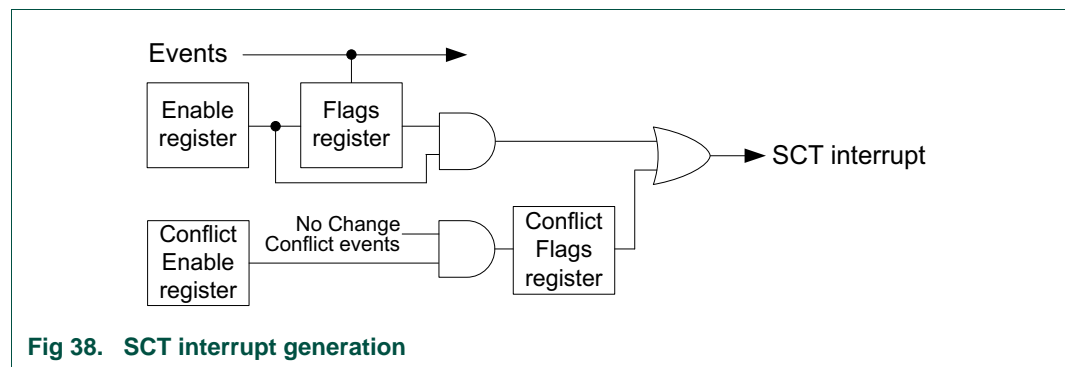 Events
Enable
register
Flags
register
SCT interrupt
No Change
Conflict events
Conflict
Enable
register
Conflict
Flags
register
Fig 38. SCT interrupt generation